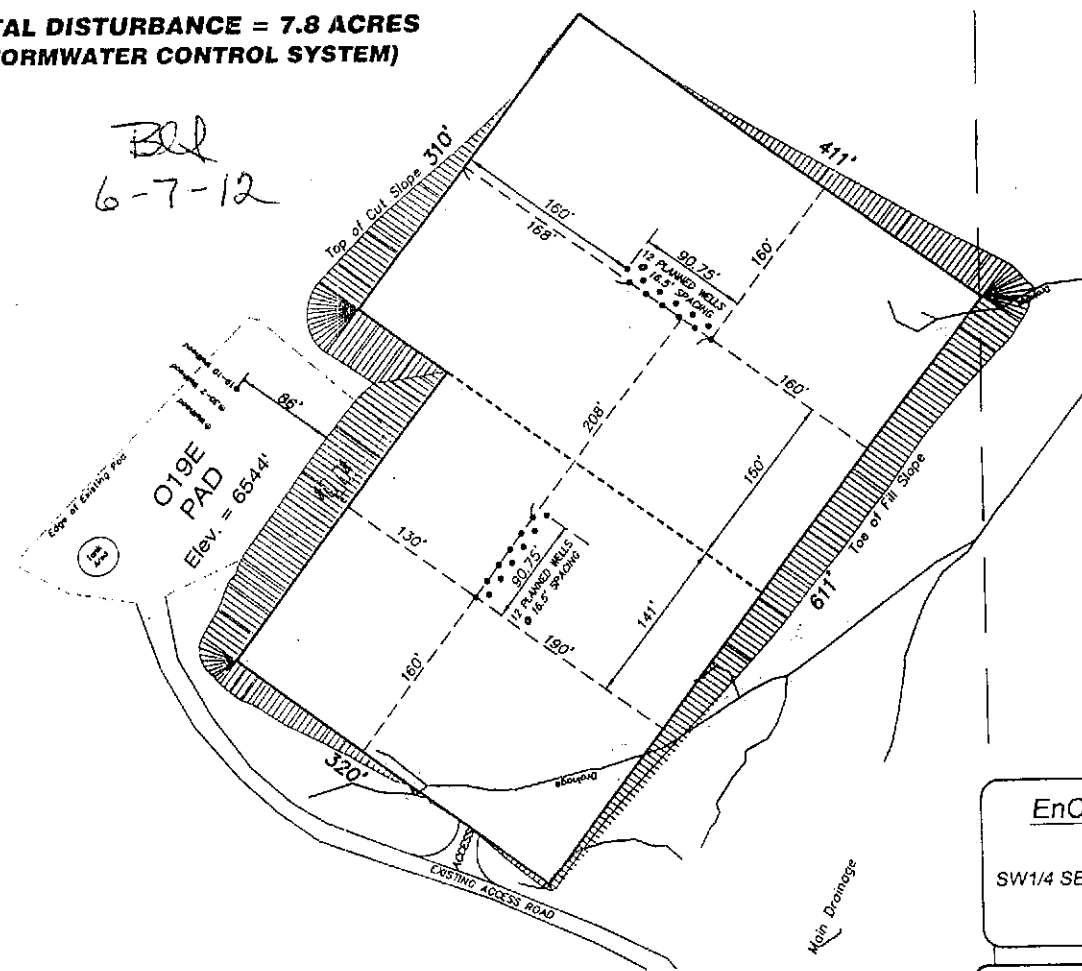 TAL DISTURBANCE = 7.8 ACRES
TORMWATER CONTROL SYSTEM)
6-7-12
310'
Top of Cut Slope
411'
160'
168'
90.75'
12 PLANNED WELLS
@ 16.5' SPACING
160'
160'
86'
O19E
PAD
Elev. = 6544'
Edge of Existing Pad
Tank
Area
208'
150'
130'
90.75'
12 PLANNED WELLS
@ 16.5' SPACING
141'
190'
160'
Toe of Fill Slope
611'
320'
Drainage
ACCESS
EXISTING ACCESS ROAD
Main Drainage
EnC
SW1/4 SE